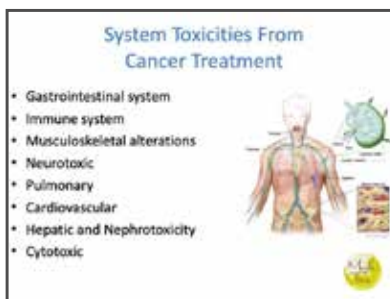 System Toxicities From
Cancer Treatment
• Gastrointestinal system
• Immune system
• Musculoskeletal alterations
• Neurotoxic
• Pulmonary
• Cardiovascular
• Hepatic and Nephrotoxicity
• Cytotoxic